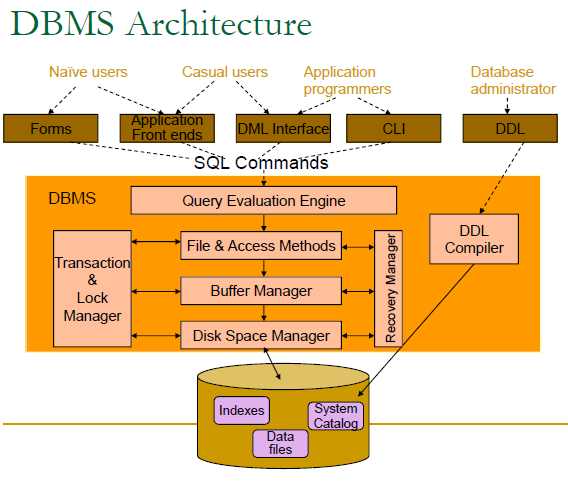 DBMS Architecture
Naïve users
Casual users
Application
programmers
Database
administrator
Forms
Application
Front ends
DML Interface
CLI
DDL
SQL Commands
DBMS
Query Evaluation Engine
File & Access Methods
Buffer Manager
Disk Space Manager
Transaction
&
Lock
Manager
Recovery Manager
DDL
Compiler
Indexes
System
Catalog
Data
files